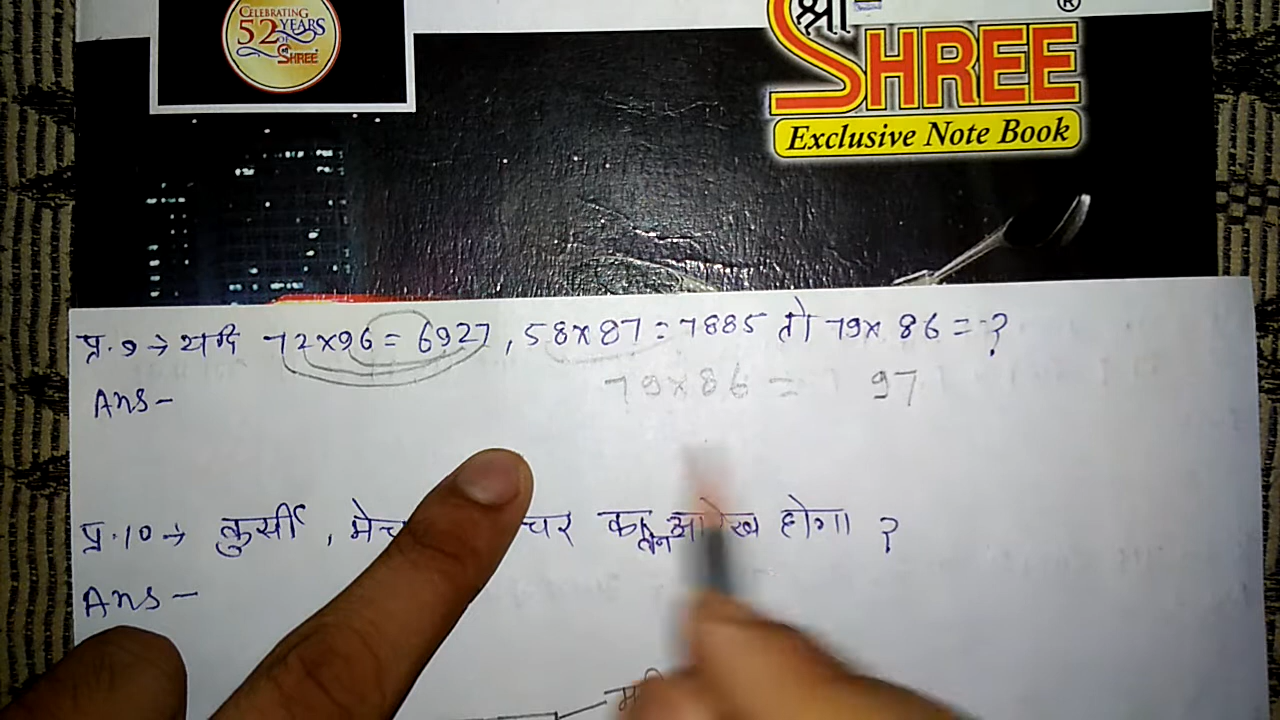 CELEBRATING
52 YEARS
OF
SHREE
श्री
SHREE
®
Exclusive Note Book
प्र.9→ यदि 72×96=6927, 58×87=7885 तो 79×86=?
79×86= 97
Ans-
प्र.10→ कुर्सी, होगा ?
Ans-